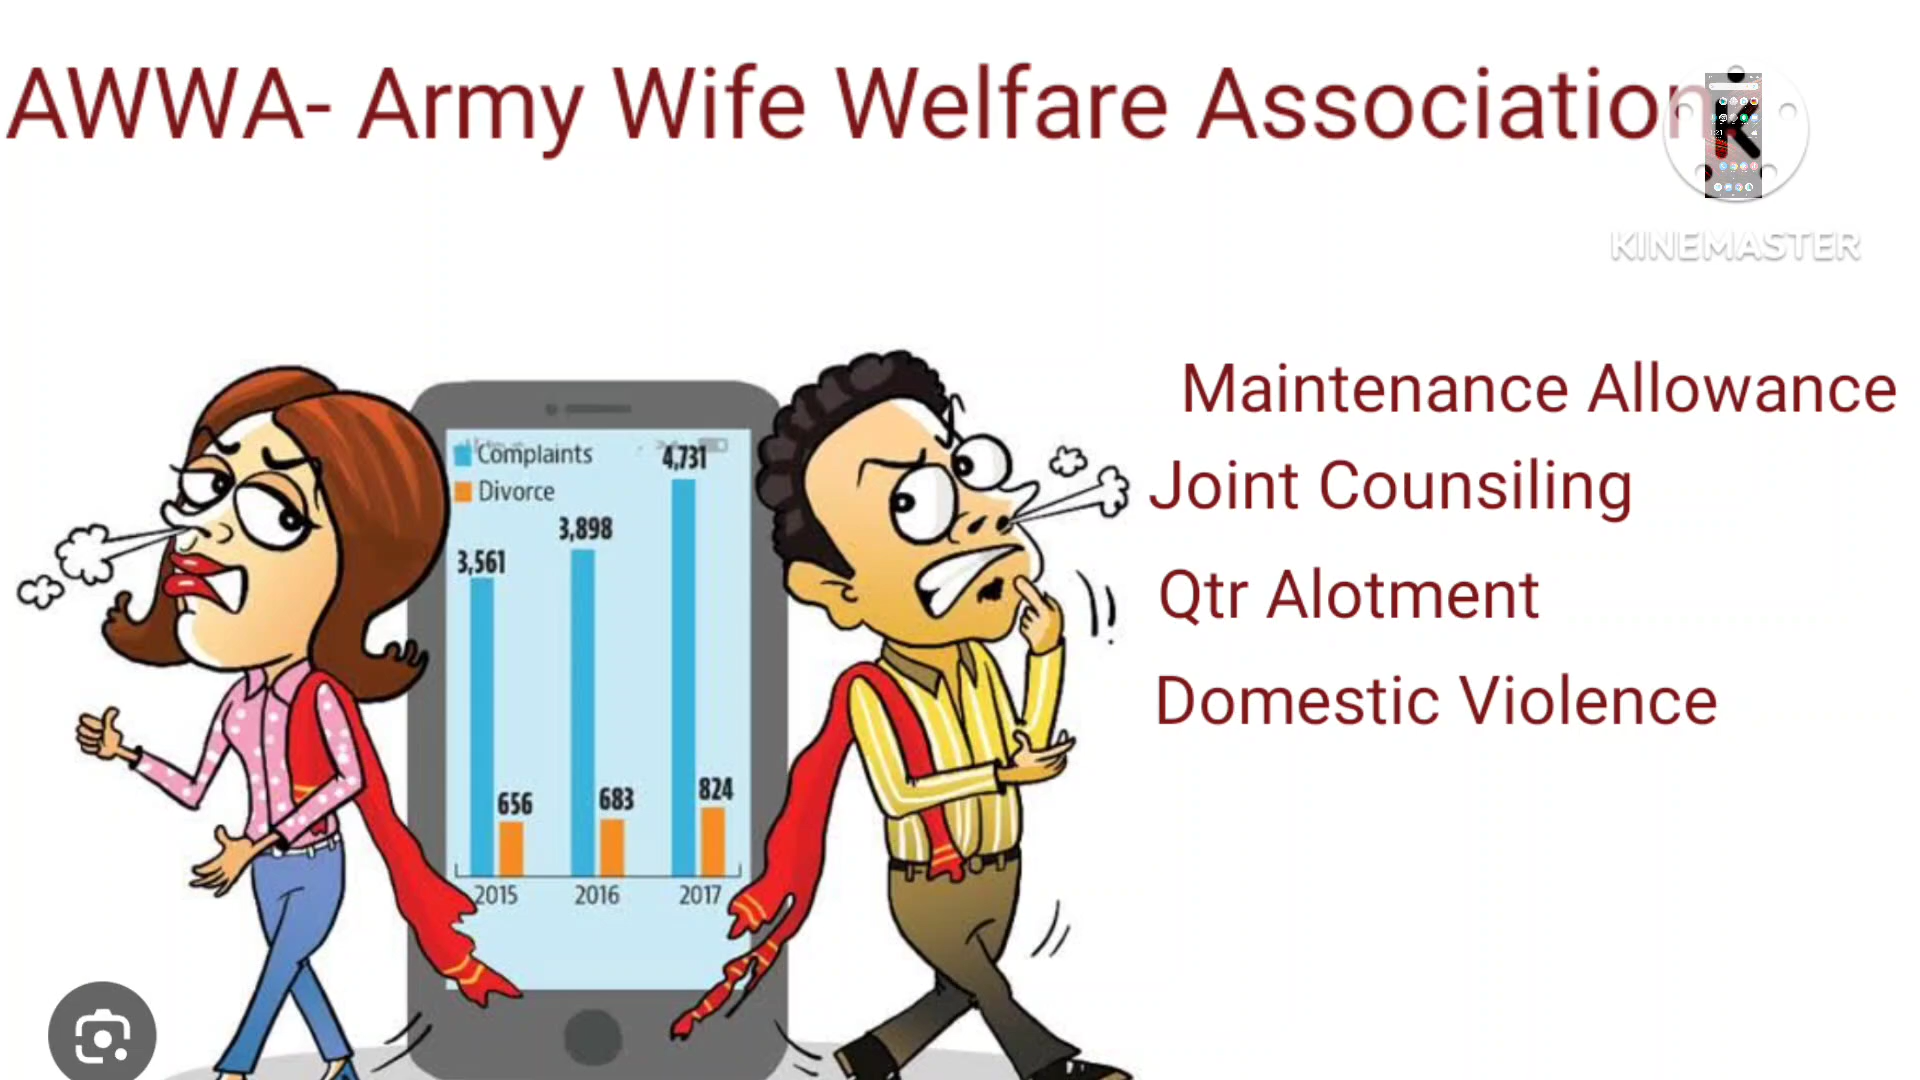 AWWA- Army Wife Welfare Association
KINEMASTER
Complaints
Divorce
3,561
3,898
4,731
656
683
824
2015 2016 2017
Maintenance Allowance
Joint Counsiling
Qtr Alotment
Domestic Violence